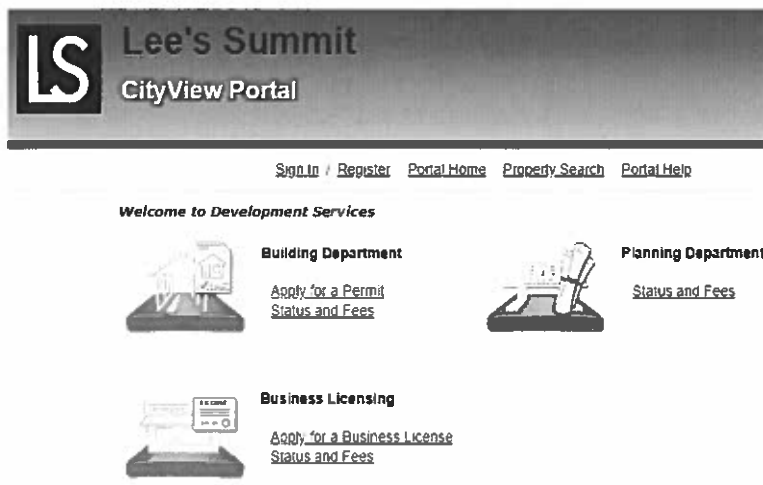 LS
Lee's Summit
CityView Portal
Sign In / Register Portal Home Property Search Portal Help
Welcome to Development Services
Building Department
Apply for a Permit
Status and Fees
Planning Department
Status and Fees
Business Licensing
Apply for a Business License
Status and Fees